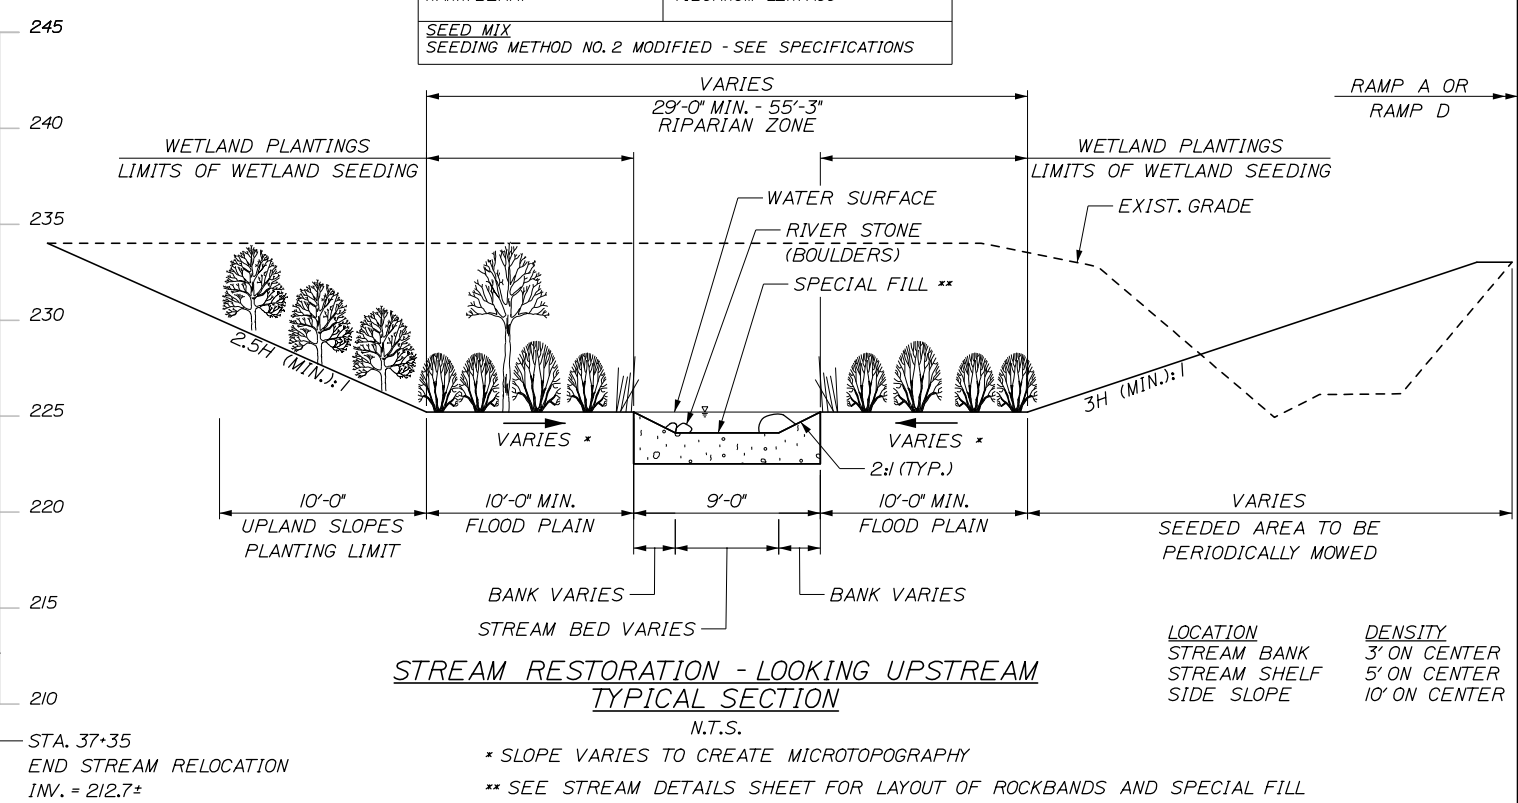 SEED MIX
SEEDING METHOD NO. 2 MODIFIED - SEE SPECIFICATIONS
245
240
235
230
225
220
215
210
VARIES
29'-0" MIN. - 55'-3"
RIPARIAN ZONE
RAMP A OR
RAMP D
WETLAND PLANTINGS
LIMITS OF WETLAND SEEDING
WETLAND PLANTINGS
LIMITS OF WETLAND SEEDING
WATER SURFACE
EXIST. GRADE
RIVER STONE
(BOULDERS)
SPECIAL FILL **
2.5H (MIN.):1
3H (MIN.):1
VARIES *
VARIES *
2:1 (TYP.)
10'-0"
UPLAND SLOPES
PLANTING LIMIT
10'-0" MIN.
FLOOD PLAIN
9'-0"
10'-0" MIN.
FLOOD PLAIN
VARIES
SEEDED AREA TO BE
PERIODICALLY MOWED
BANK VARIES
BANK VARIES
STREAM BED VARIES
LOCATION DENSITY
STREAM BANK 3' ON CENTER
STREAM SHELF 5' ON CENTER
SIDE SLOPE 10' ON CENTER
STREAM RESTORATION - LOOKING UPSTREAM
TYPICAL SECTION
N.T.S.
* SLOPE VARIES TO CREATE MICROTOPOGRAPHY
** SEE STREAM DETAILS SHEET FOR LAYOUT OF ROCKBANDS AND SPECIAL FILL
STA. 37+35
END STREAM RELOCATION
INV. = 212.7±